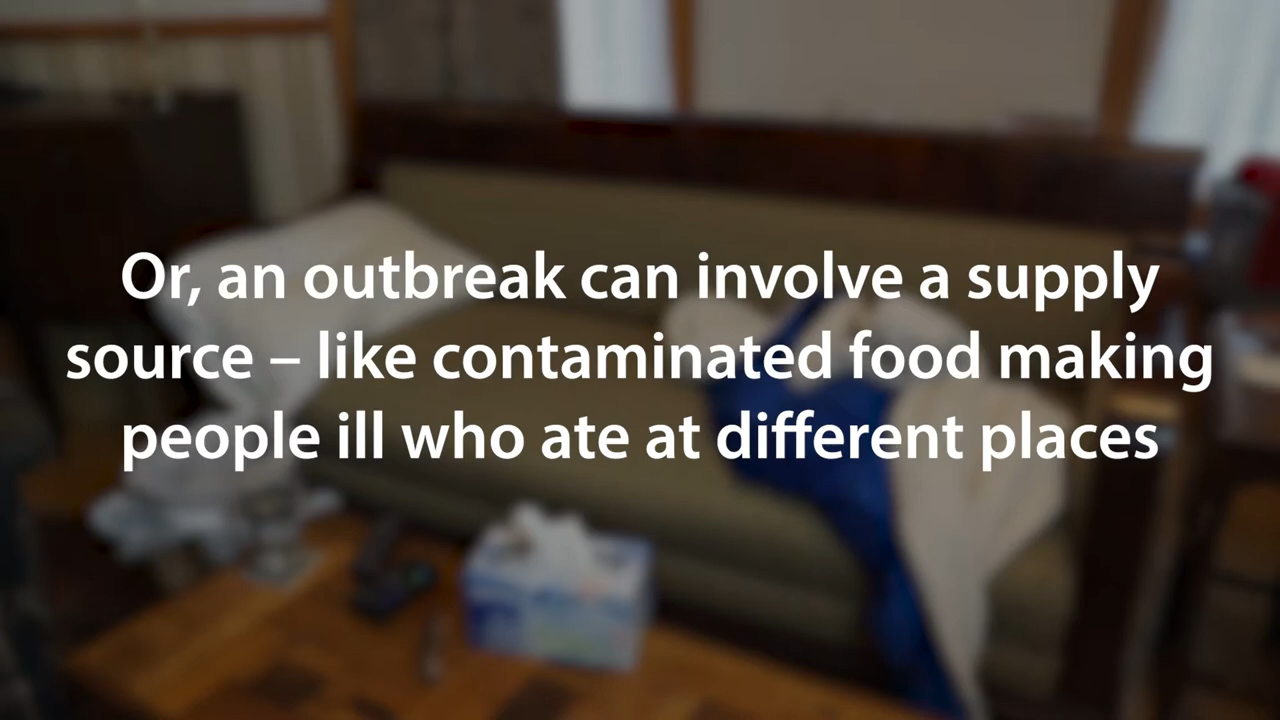 Or, an outbreak can involve a supply
source – like contaminated food making
people ill who ate at different places